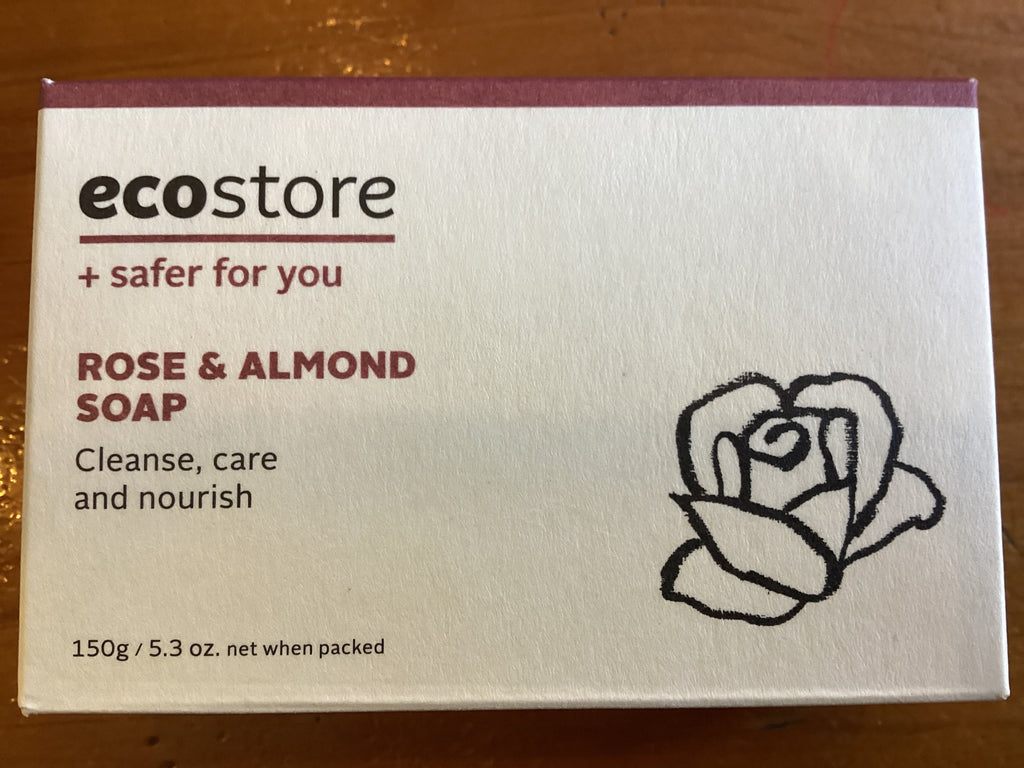 ecostore
+ safer for you
ROSE & ALMOND
SOAP
Cleanse, care
and nourish
150g / 5.3 oz. net when packed